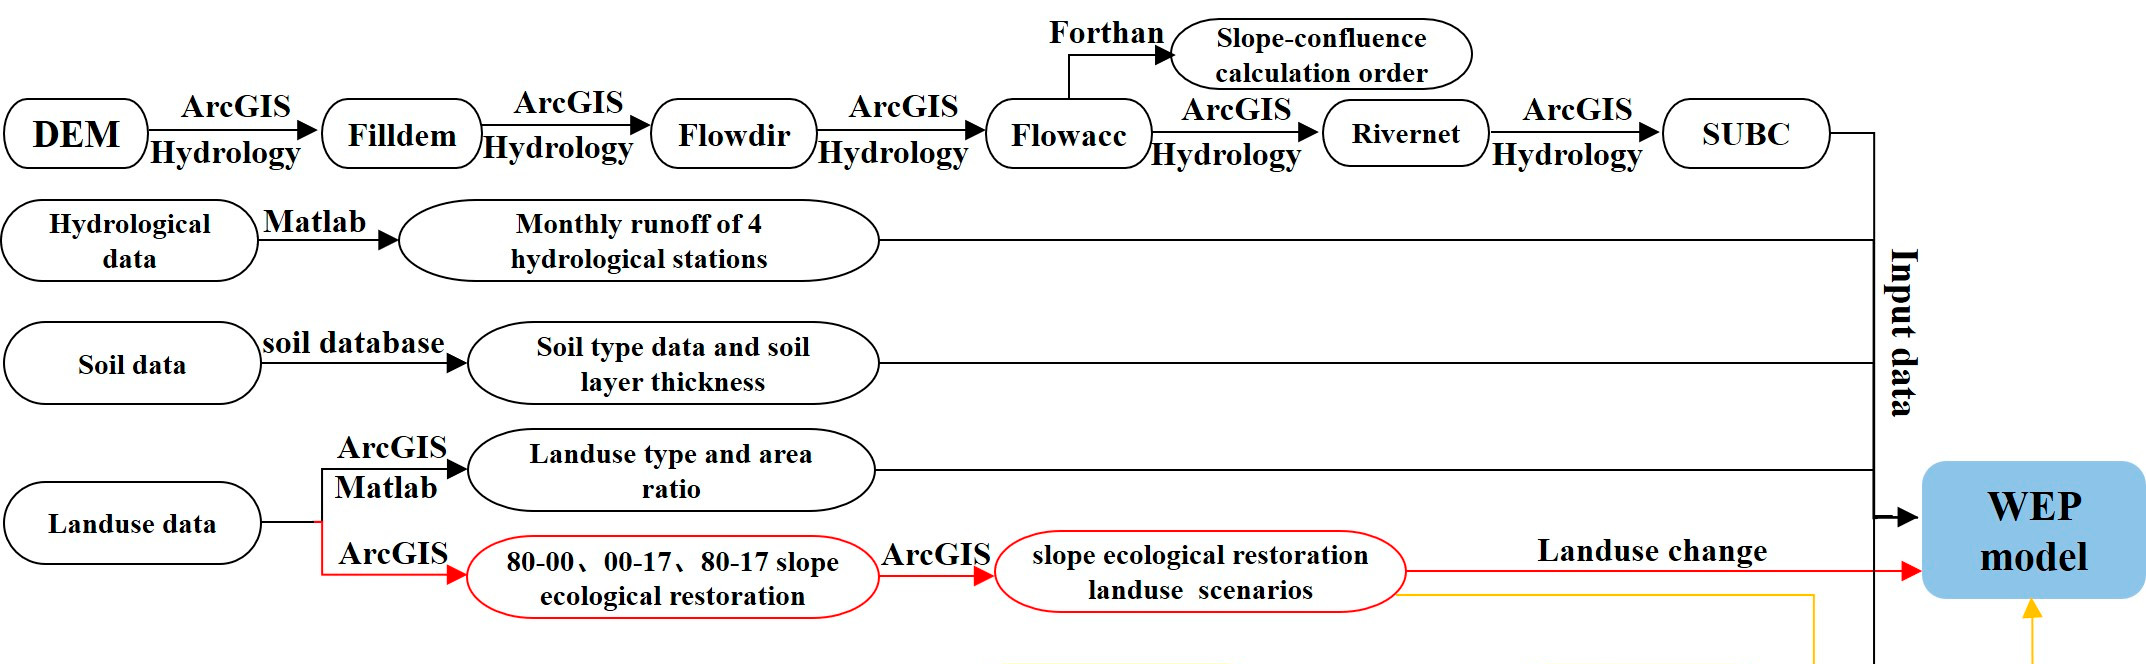 Forthan
Slope-confluence
calculation order
DEM
ArcGIS
Hydrology
Filldem
ArcGIS
Hydrology
Flowdir
ArcGIS
Hydrology
Flowacc
ArcGIS
Hydrology
Rivernet
ArcGIS
Hydrology
SUBC
Hydrological
data
Matlab
Monthly runoff of 4
hydrological stations
Input data
Soil data
soil database
Soil type data and soil
layer thickness
Landuse data
ArcGIS
Matlab
Landuse type and area
ratio
ArcGIS
80-00、00-17、80-17 slope
ecological restoration
ArcGIS
slope ecological restoration
landuse scenarios
Landuse change
WEP
model